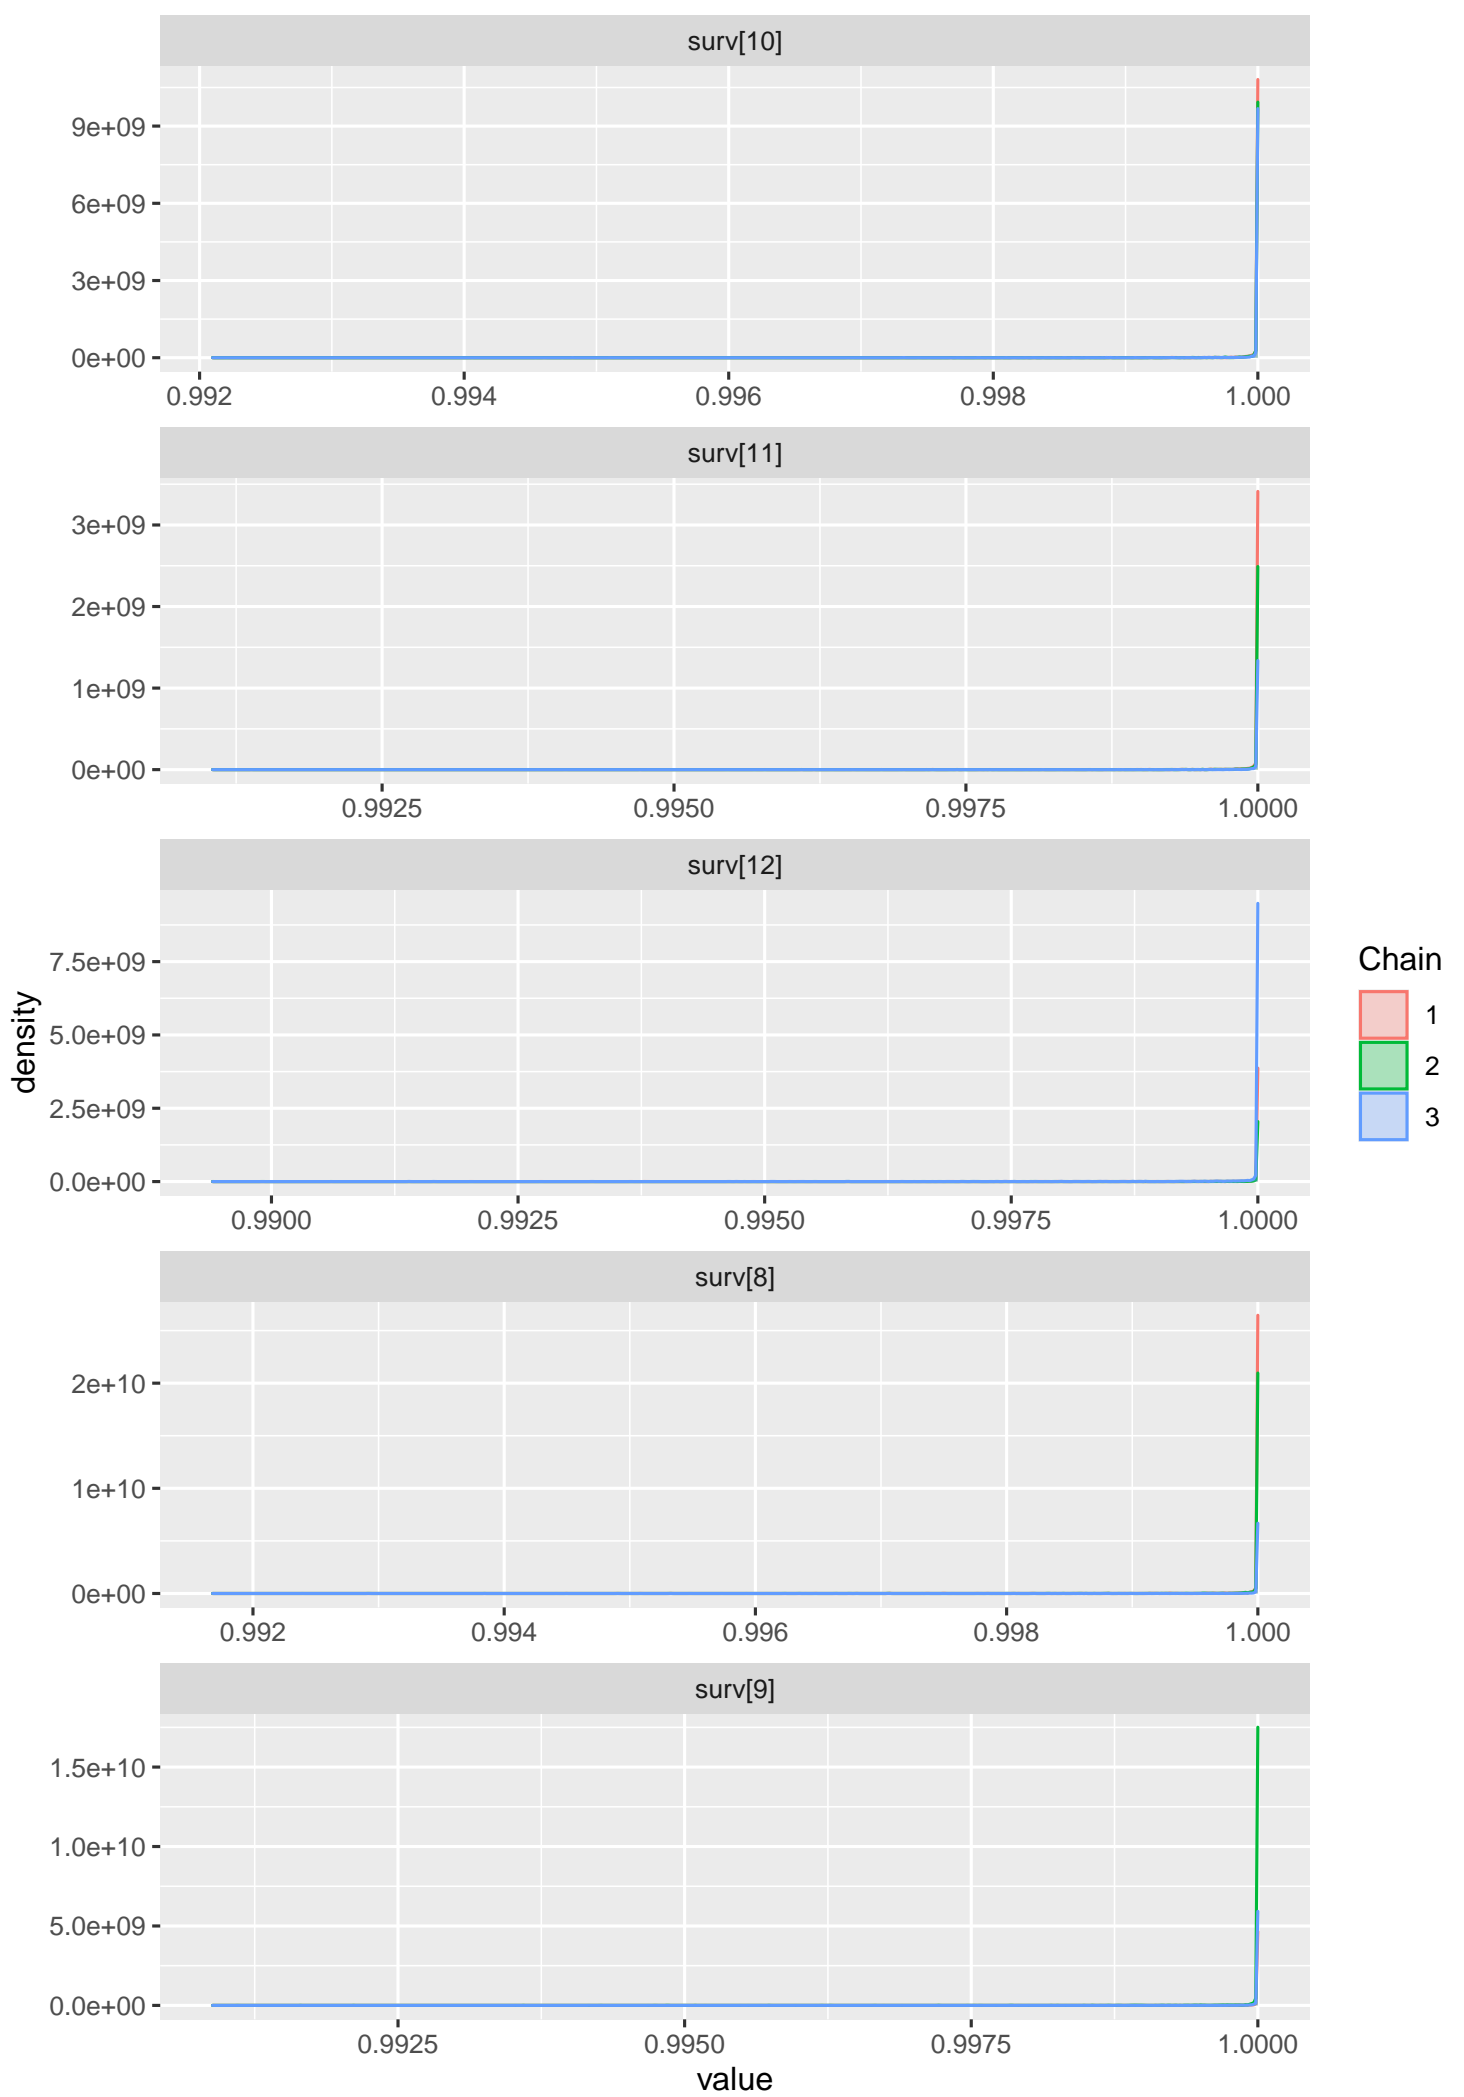 surv[10]
9e+09
6e+09
3e+09
0e+00
0.992 0.994 0.996 0.998 1.000
surv[11]
3e+09
2e+09
1e+09
0e+00
0.9925 0.9950 0.9975 1.0000
surv[12]
7.5e+09
5.0e+09
2.5e+09
0.0e+00
0.9900 0.9925 0.9950 0.9975 1.0000
surv[8]
2e+10
1e+10
0e+00
0.992 0.994 0.996 0.998 1.000
surv[9]
1.5e+10
1.0e+10
5.0e+09
0.0e+00
0.9925 0.9950 0.9975 1.0000
value
density
Chain
1
2
3